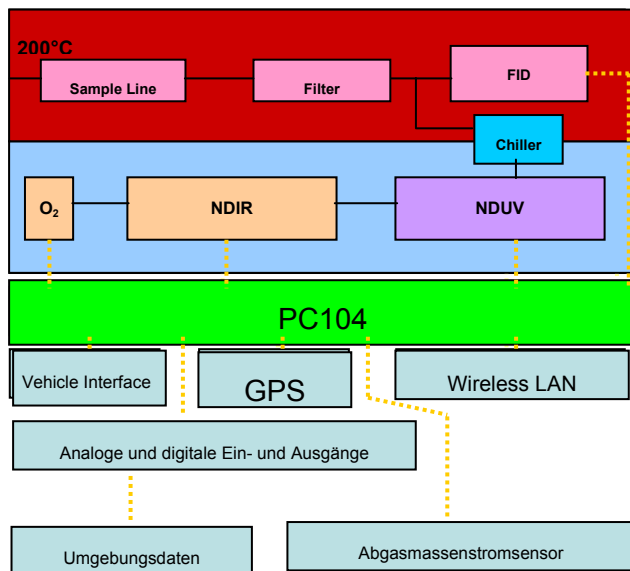 200°C
Sample Line
Filter
FID
Chiller
O₂
NDIR
NDUV
PC104
Vehicle Interface
GPS
Wireless LAN
Analoge und digitale Ein- und Ausgänge
Umgebungsdaten
Abgasmassenstromsensor